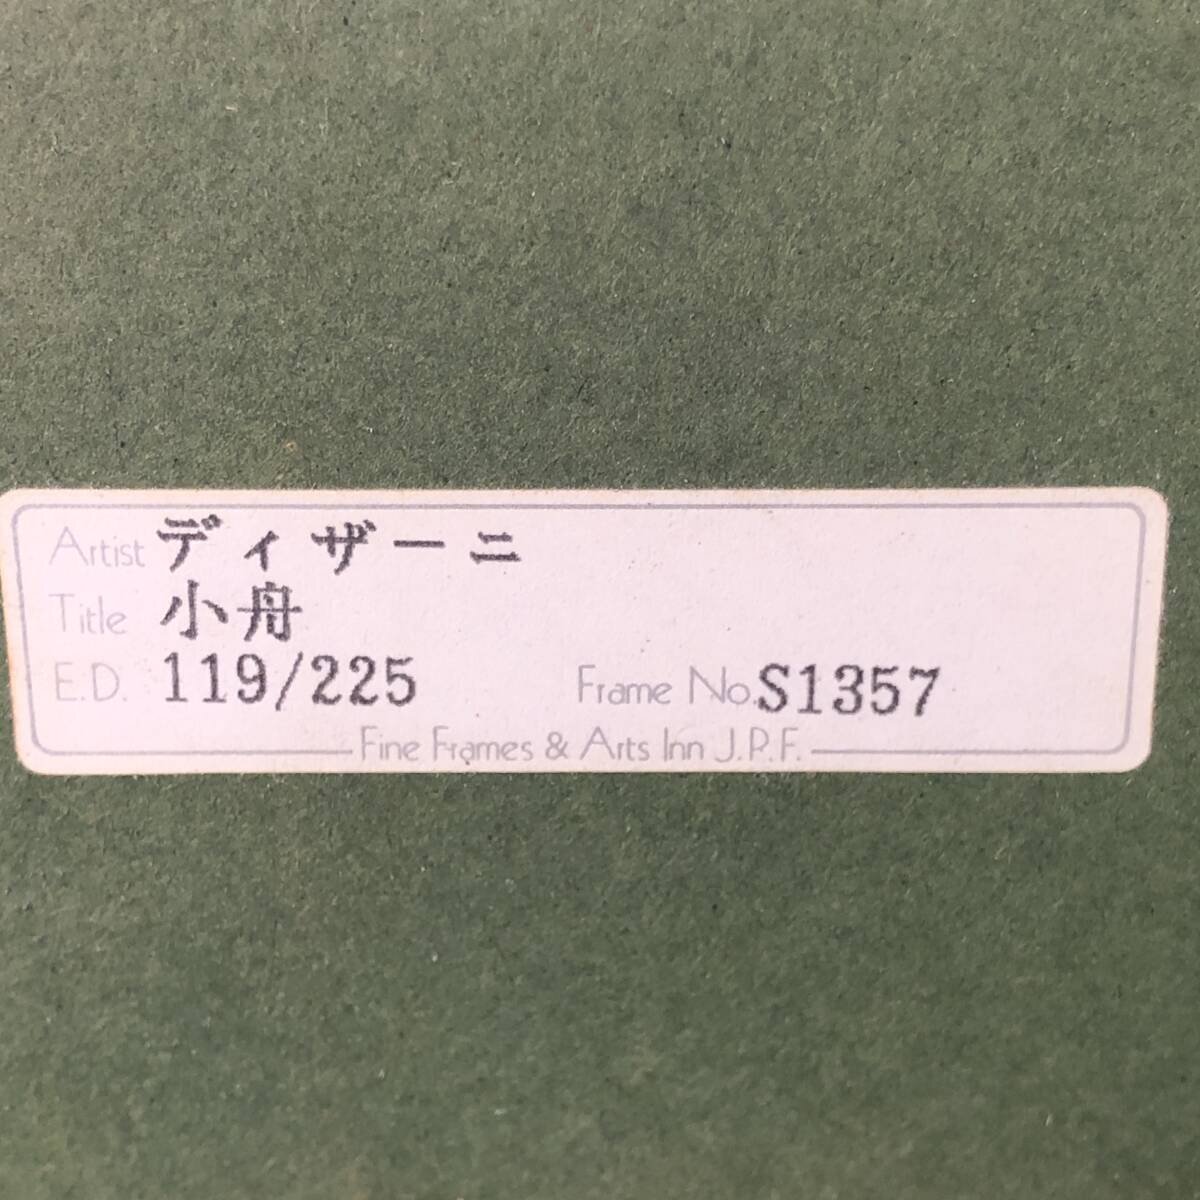 Artist ディザーニ
Title 小舟
E.D. 119/225 Frame No. S1357
Fine Frames & Arts Inn J.P.F.